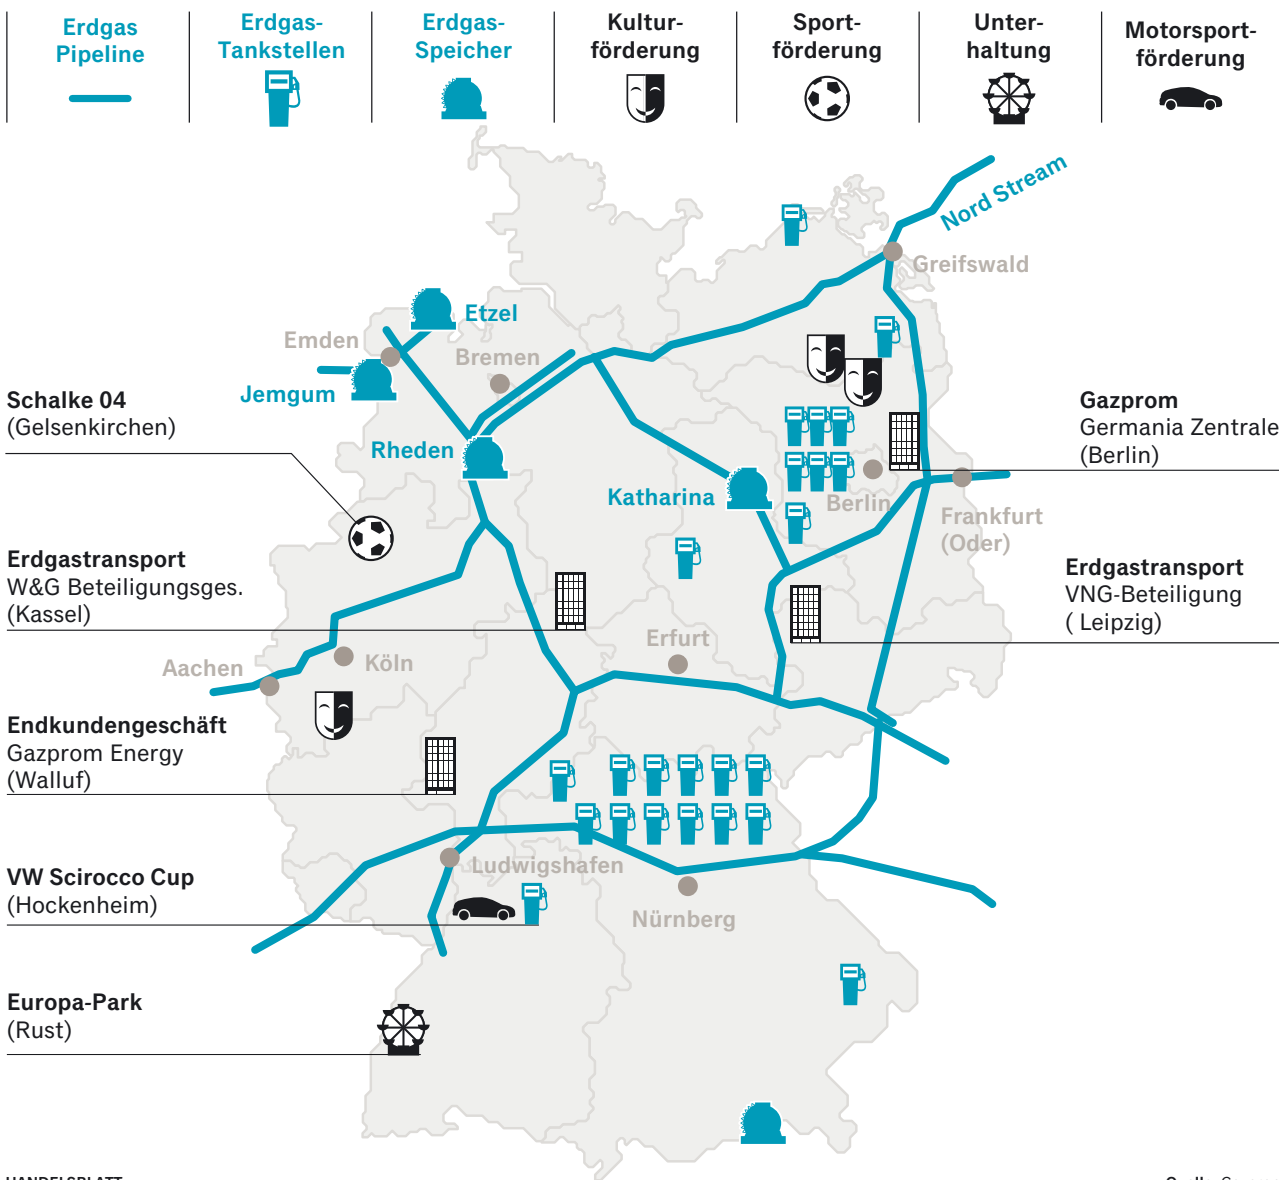 Erdgas
Pipeline
Erdgas-
Tankstellen
Erdgas-
Speicher
Kultur-
förderung
Sport-
förderung
Unter-
haltung
Motorsport-
förderung
Nord Stream
Greifswald
Etzel
Emden
Bremen
Jemgum
Schalke 04
(Gelsenkirchen)
Gazprom
Germania Zentrale
(Berlin)
Rheden
Katharina
Berlin
Frankfurt
(Oder)
Erdgastransport
W&G Beteiligungsges.
(Kassel)
Erdgastransport
VNG-Beteiligung
( Leipzig)
Erfurt
Aachen
Köln
Endkundengeschäft
Gazprom Energy
(Walluf)
Ludwigshafen
VW Scirocco Cup
(Hockenheim)
Nürnberg
Europa-Park
(Rust)
HANDELSBLATT